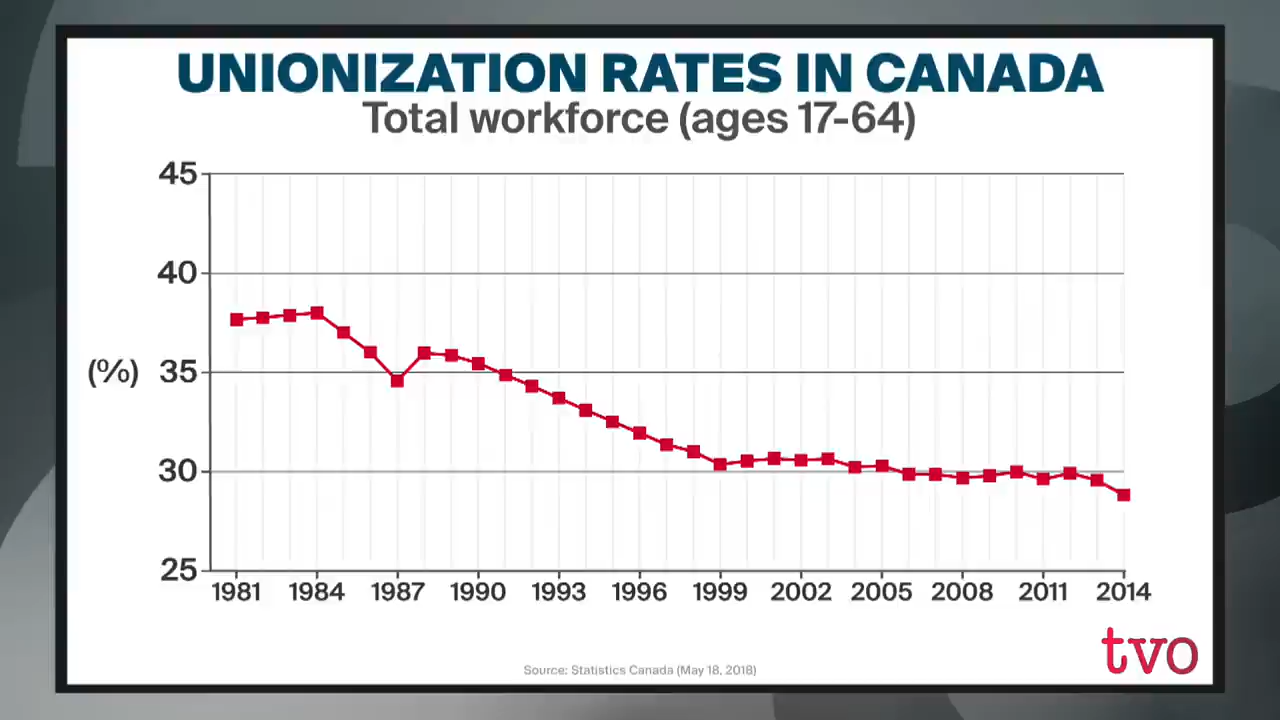 UNIONIZATION RATES IN CANADA
Total workforce (ages 17-64)
45
40
(%) 35
30
25
1981 1984 1987 1990 1993 1996 1999 2002 2005 2008 2011 2014
tvo
Source: Statistics Canada (May 18, 2018)